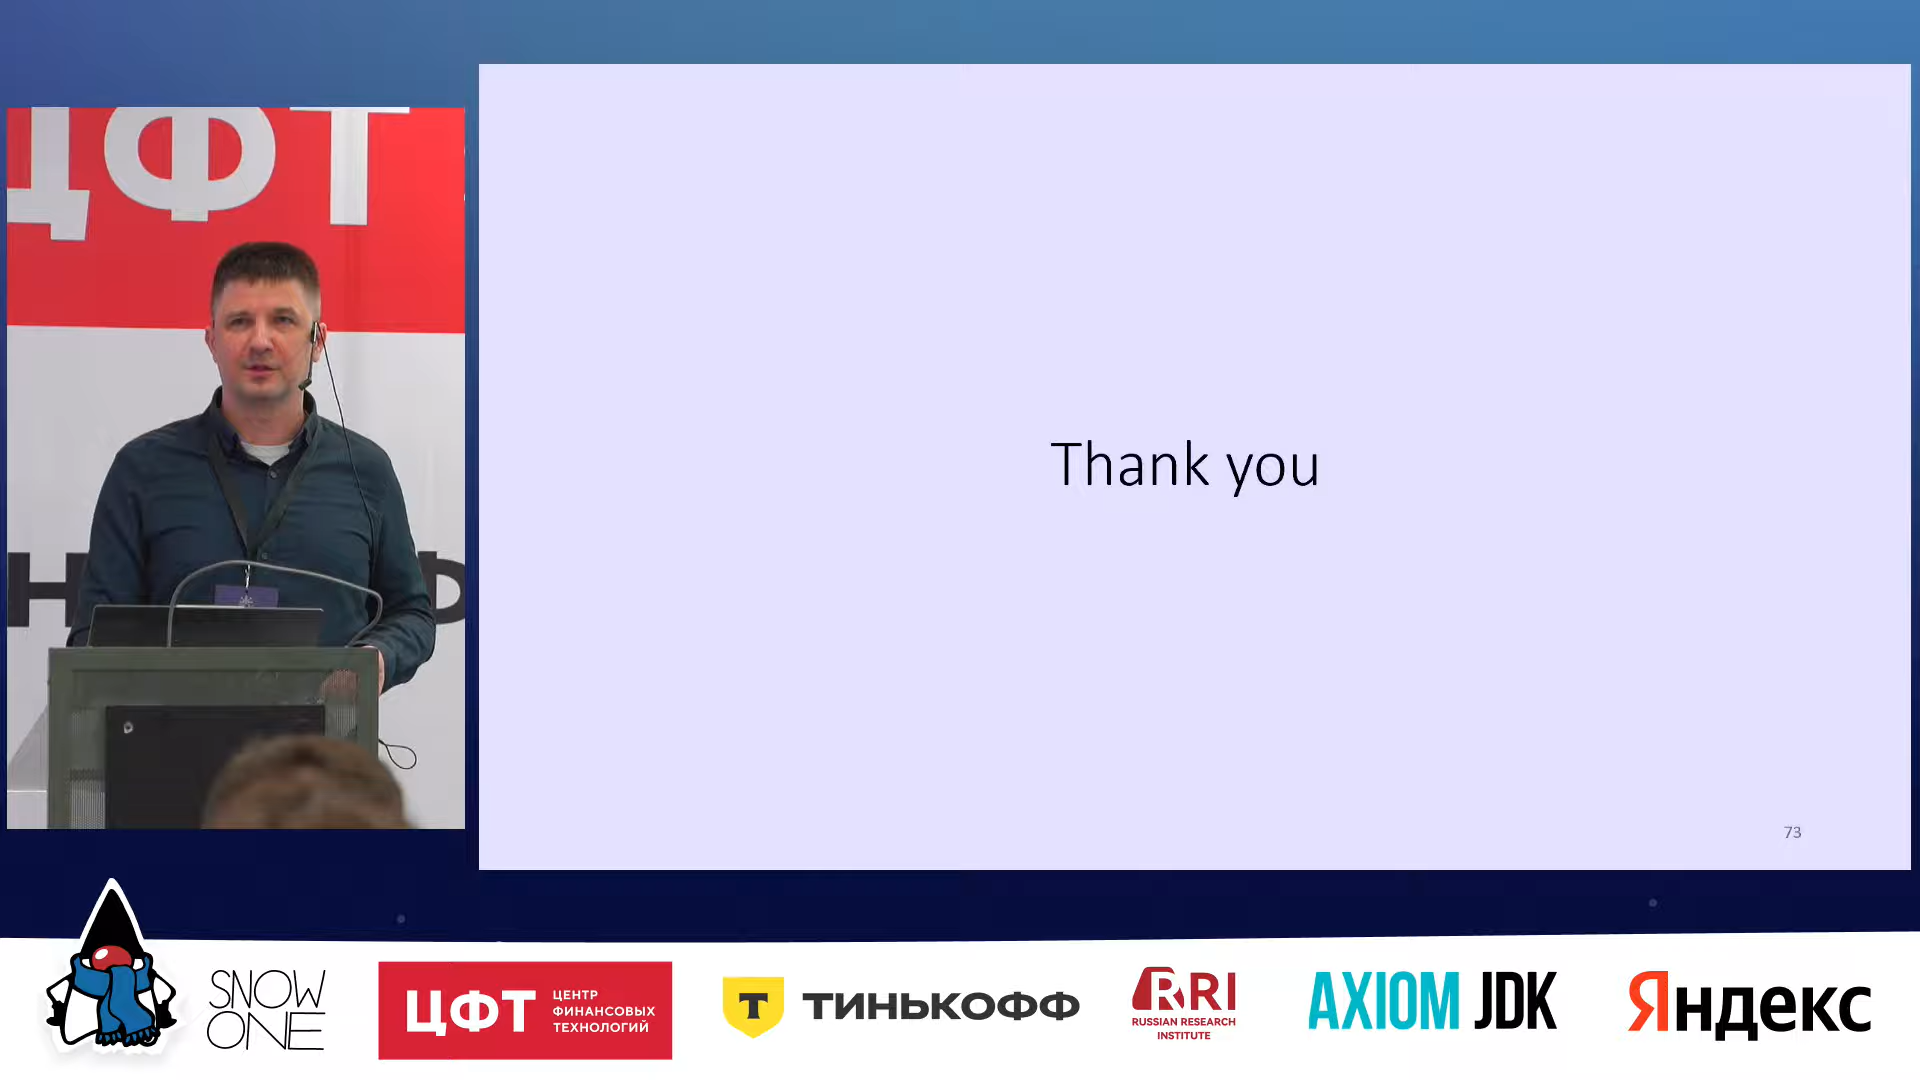 ЦФТ
Thank you
73
SNOW
ONE
ЦФТ
ЦЕНТР
ФИНАНСОВЫХ
ТЕХНОЛОГИЙ
Т
ТИНЬКОФФ
RRI
RUSSIAN RESEARCH
INSTITUTE
AXIOM JDK
Яндекс